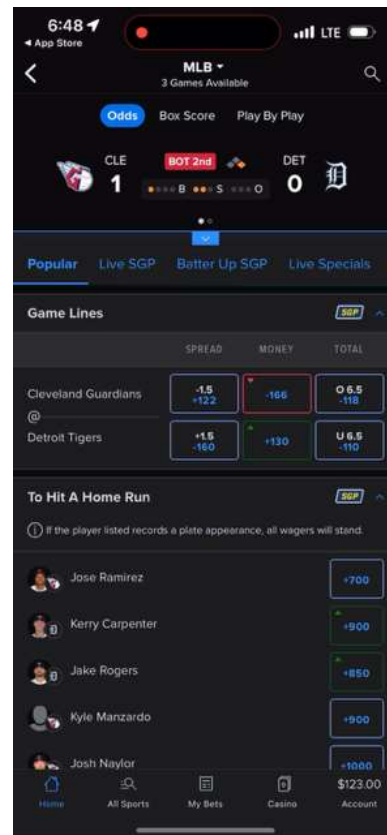 6:48
LTE
◄ App Store
MLB
3 Games Available
Odds Box Score Play By Play
CLE BOT 2nd DET
1 B S O 0
Popular Live SGP Batter Up SGP Live Specials
Game Lines SGP
SPREAD MONEY TOTAL
Cleveland Guardians -1.5 +122 -166 O 6.5 -118
@
Detroit Tigers +1.5 -160 +130 U 6.5 -110
To Hit A Home Run SGP
If the player listed records a plate appearance, all wagers will stand.
Jose Ramirez +700
Kerry Carpenter +900
Jake Rogers +850
Kyle Manzardo +900
Josh Naylor +1000
Home All Sports My Bets Casino $123.00 Account